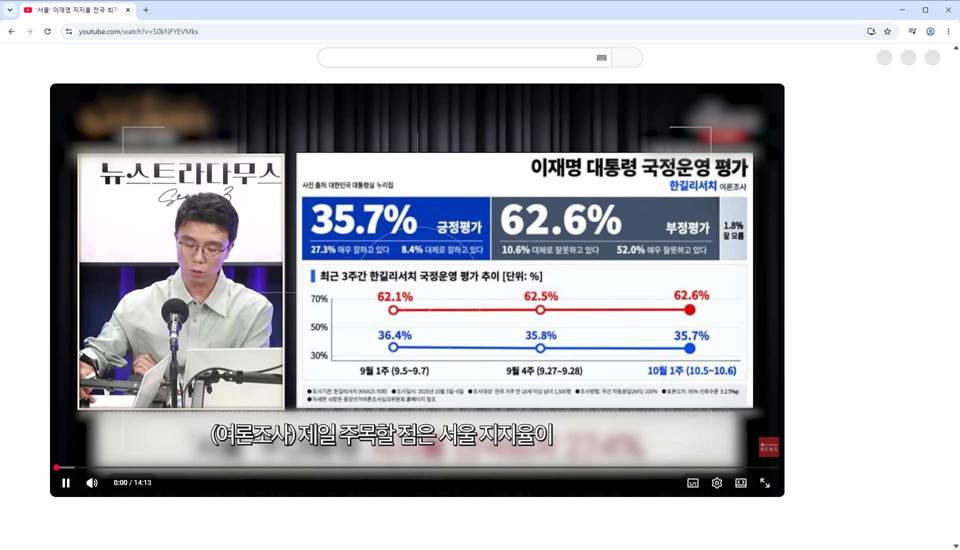 '서울' 이재명 지지율 전국 최저
youtube.com/watch?v=S0kNFYEVMks
뉴스트라다무스
이재명 대통령 국정운영 평가
사진 출처: 대한민국 대통령실 누리집
한길리서치 여론조사
35.7% 긍정평가
27.3% 매우 잘하고 있다 8.4% 대체로 잘하고 있다
62.6% 부정평가
10.6% 대체로 잘못하고 있다 52.0% 매우 잘못하고 있다
1.8%
잘 모름
최근 3주간 한길리서치 국정운영 평가 추이 [단위: %]
70%
50%
30%
62.1% 62.5% 62.6%
36.4% 35.8% 35.7%
9월 1주 (9.5~9.7) 9월 4주 (9.27~9.28) 10월 1주 (10.5~10.6)
(여론조사) 제일 주목할 점은 서울 지지율이
NEWS
0:00 / 14:13